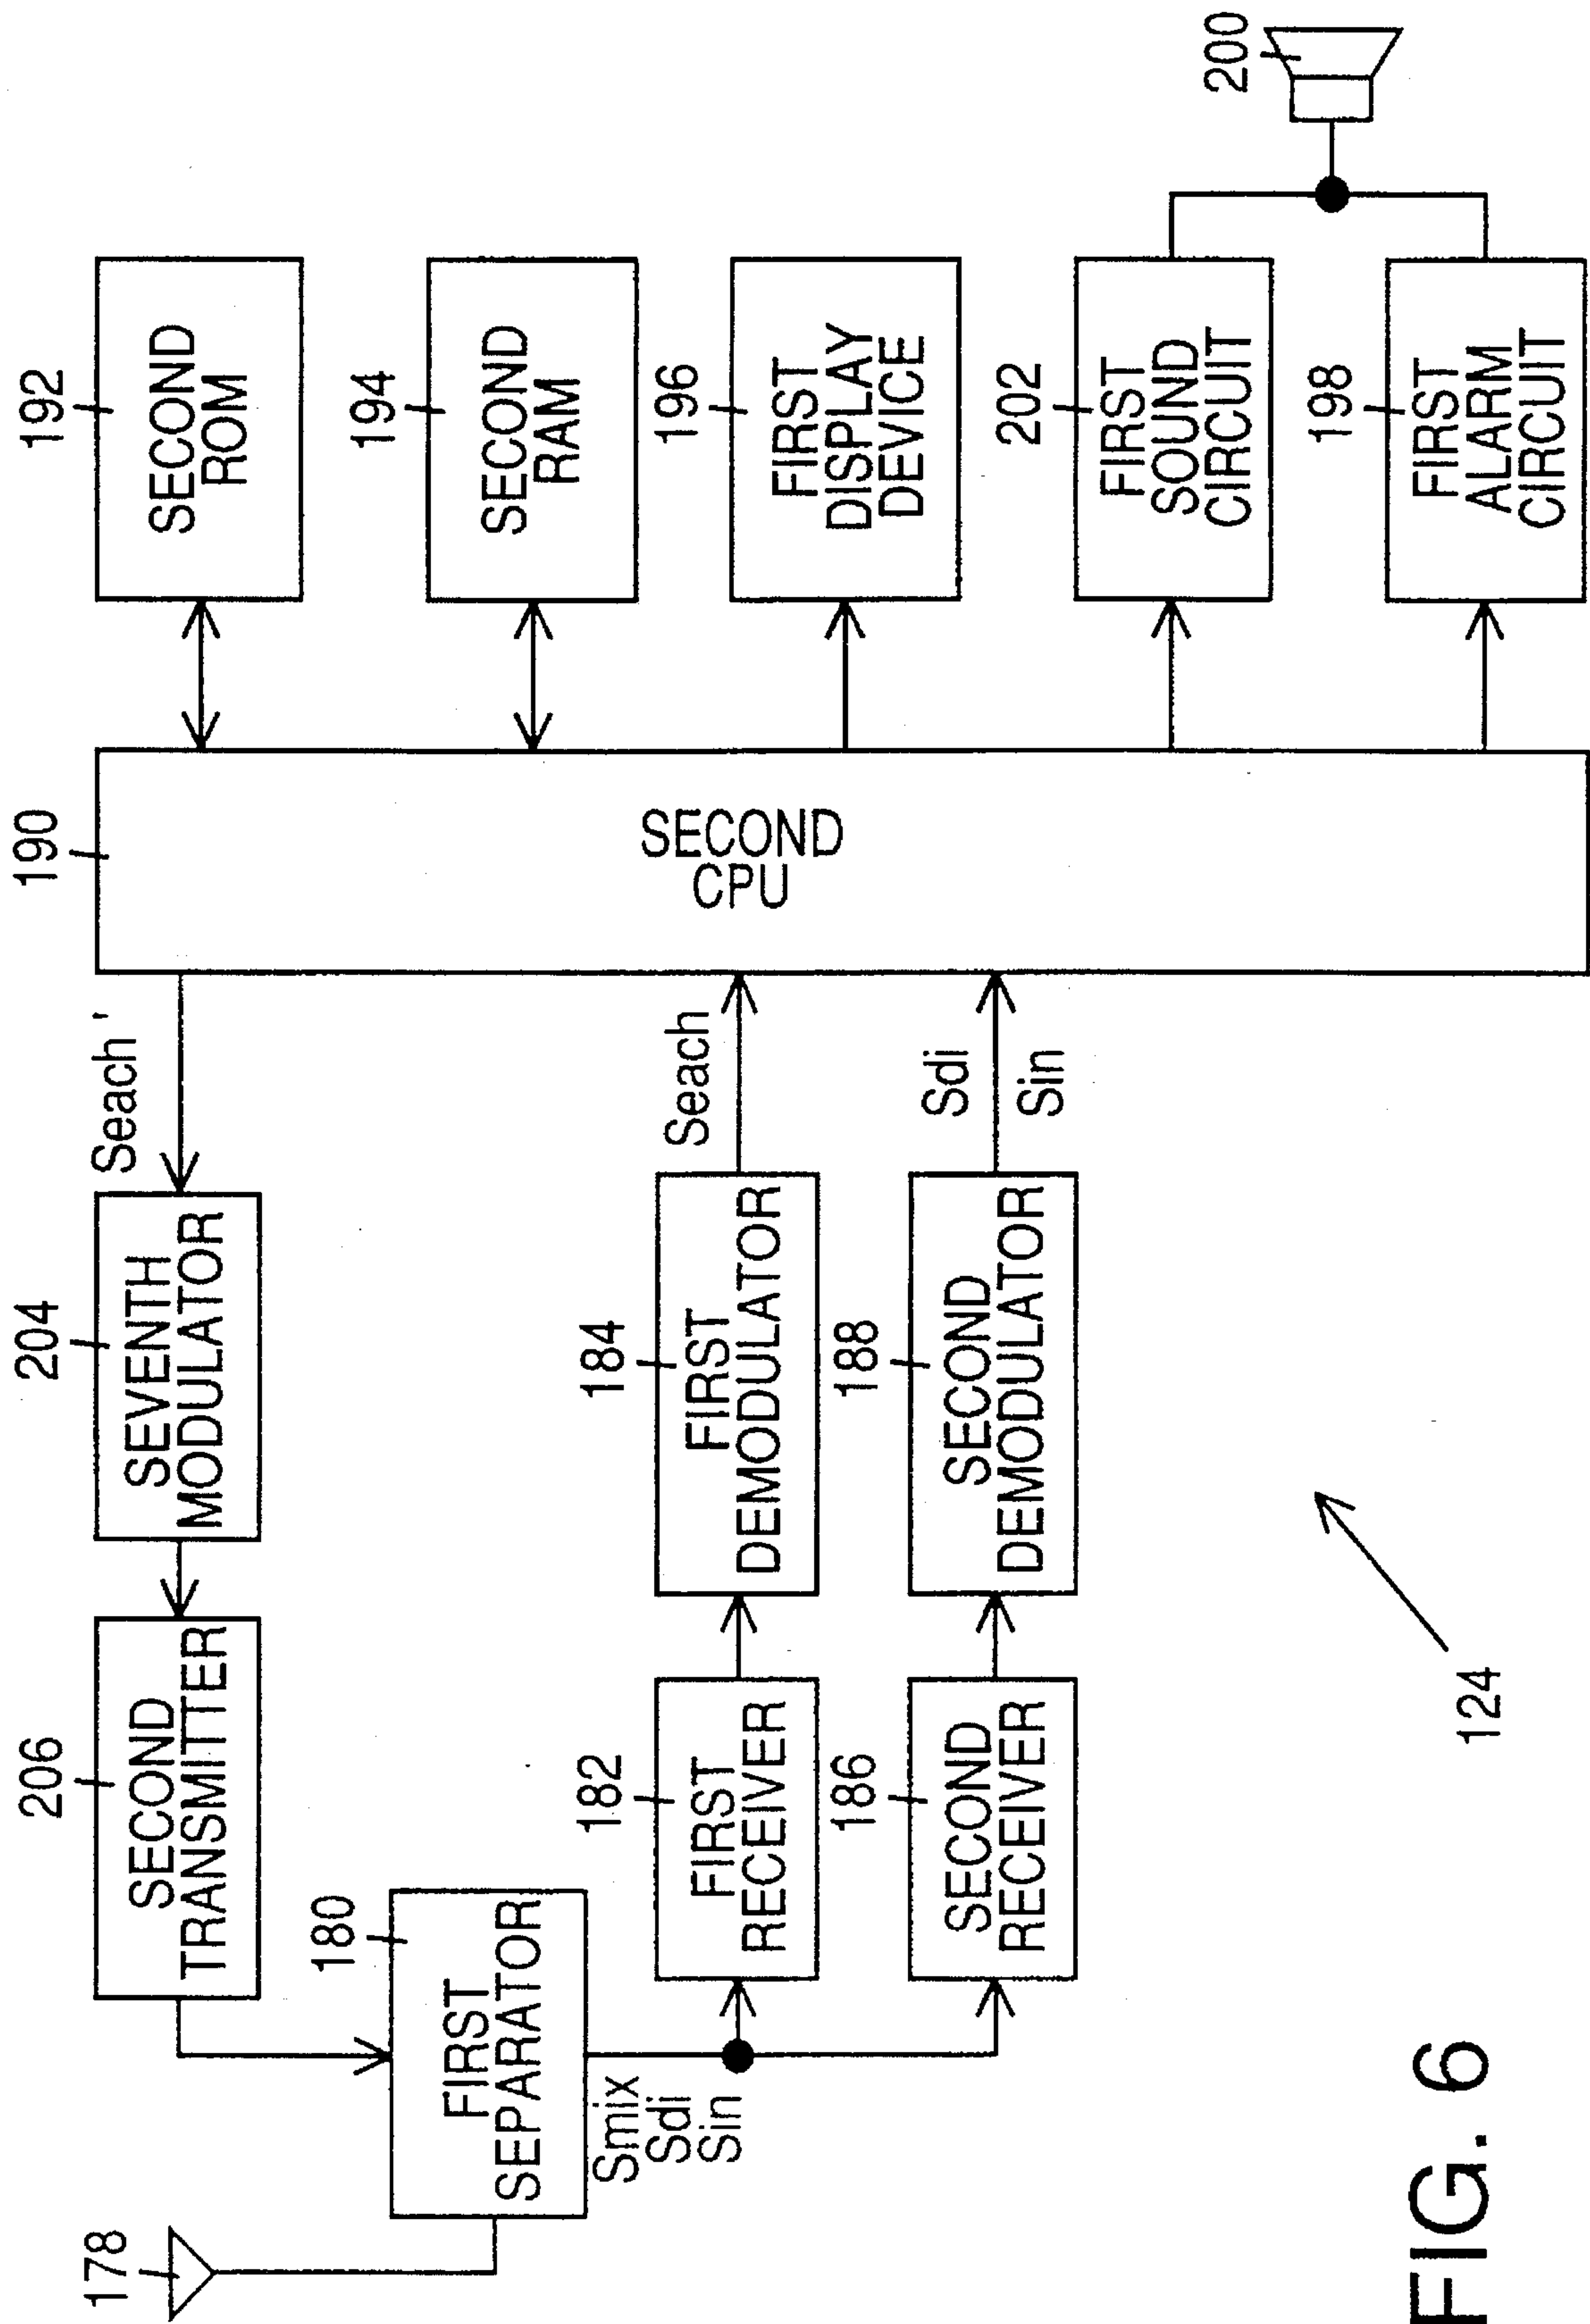 178
206
SECOND
TRANSMITTER
204
SEVENTH
MODULATOR
Seach'
190
SECOND
CPU
192
SECOND
ROM
180
FIRST
SEPARATOR
Smix
Sdi
Sin
194
SECOND
RAM
182
FIRST
RECEIVER
184
FIRST
DEMODULATOR
Seach
196
FIRST
DISPLAY
DEVICE
186
SECOND
RECEIVER
188
SECOND
DEMODULATOR
Sdi
Sin
202
FIRST
SOUND
CIRCUIT
200
198
FIRST
ALARM
CIRCUIT
124
FIG. 6